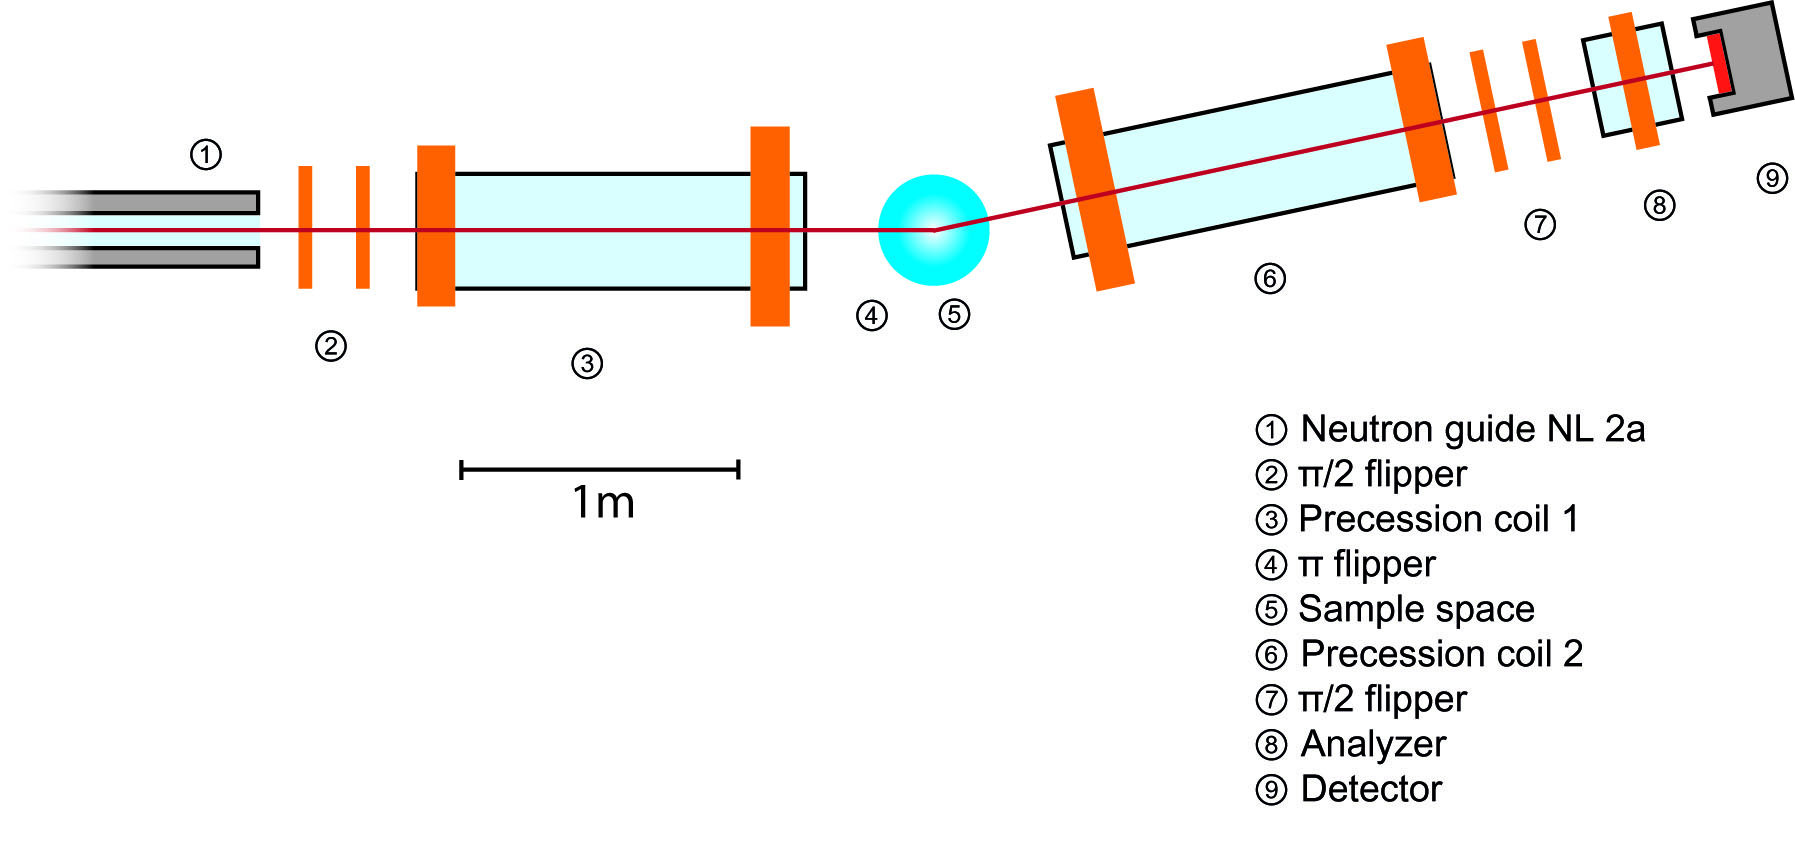 ①
②
③
④
⑤
⑥
⑦
⑧
⑨
1m
① Neutron guide NL 2a
② π/2 flipper
③ Precession coil 1
④ π flipper
⑤ Sample space
⑥ Precession coil 2
⑦ π/2 flipper
⑧ Analyzer
⑨ Detector